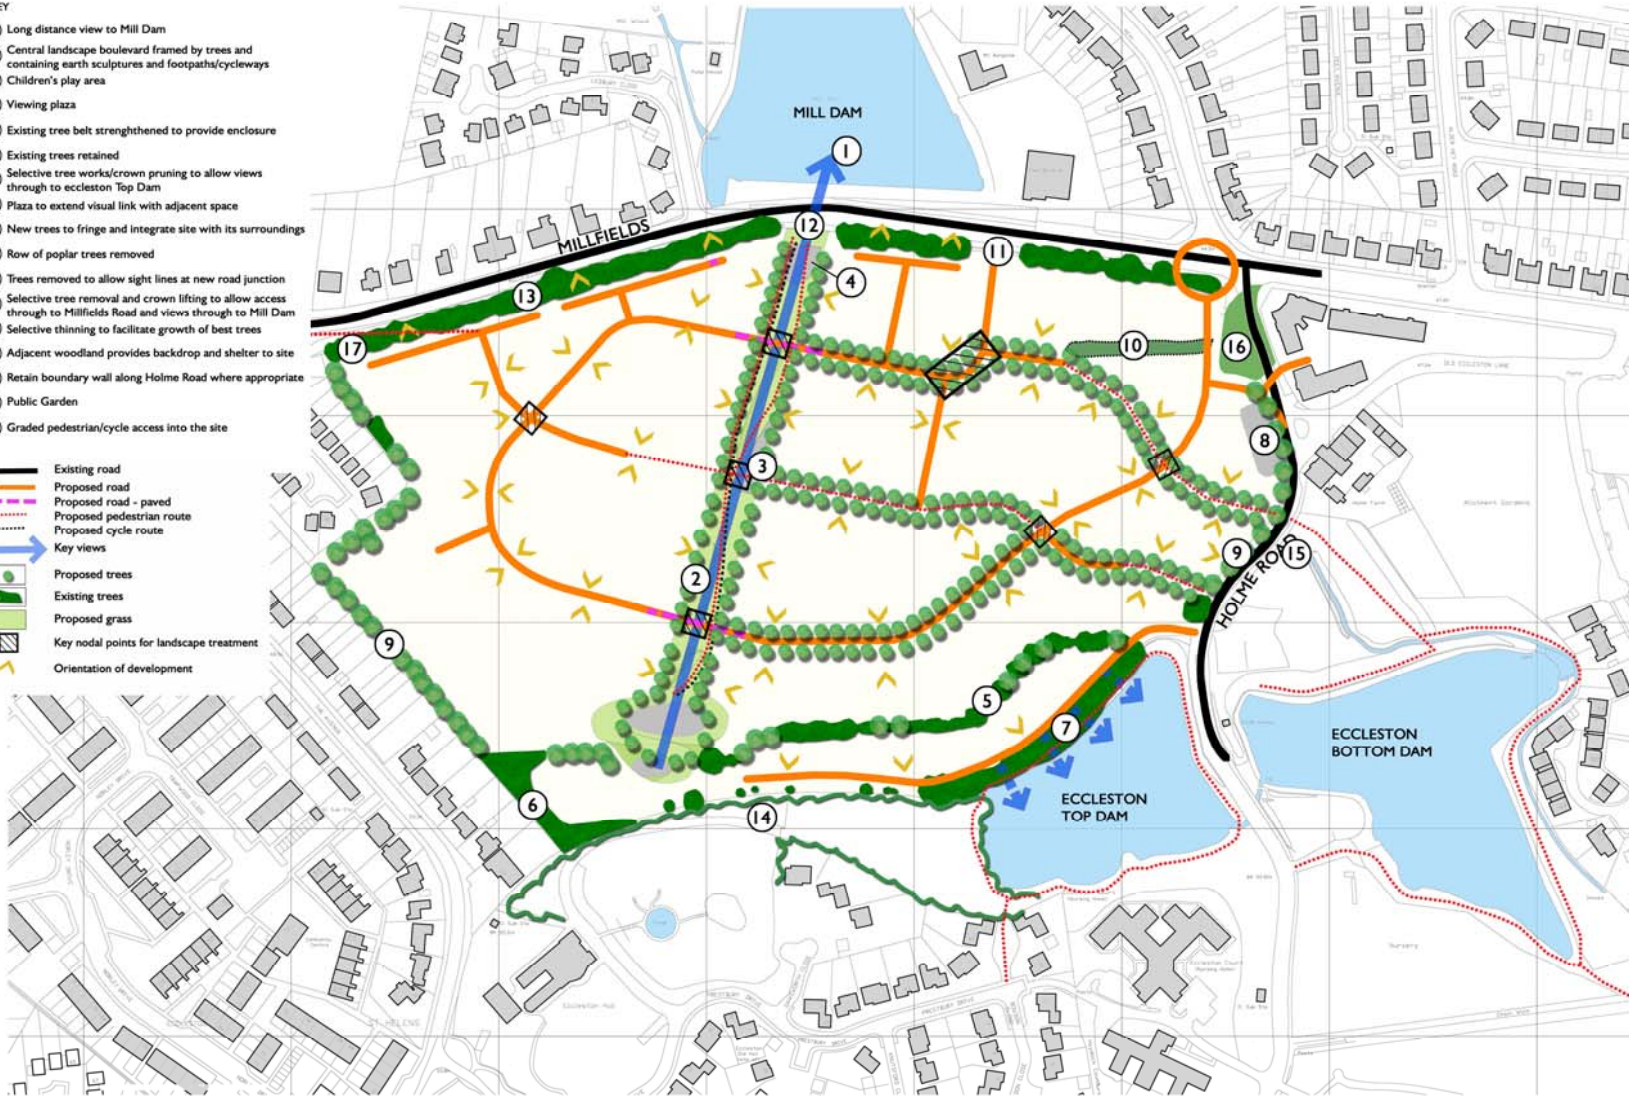 EY
Long distance view to Mill Dam
Central landscape boulevard framed by trees and
containing earth sculptures and footpaths/cycleways
Children's play area
Viewing plaza
Existing tree belt strenghthened to provide enclosure
Existing trees retained
Selective tree works/crown pruning to allow views
through to eccleston Top Dam
Plaza to extend visual link with adjacent space
New trees to fringe and integrate site with its surroundings
Row of poplar trees removed
Trees removed to allow sight lines at new road junction
Selective tree removal and crown lifting to allow access
through to Millfields Road and views through to Mill Dam
Selective thinning to facilitate growth of best trees
Adjacent woodland provides backdrop and shelter to site
Retain boundary wall along Holme Road where appropriate
Public Garden
Graded pedestrian/cycle access into the site
Existing road
Proposed road
Proposed road - paved
Proposed pedestrian route
Proposed cycle route
Key views
Proposed trees
Existing trees
Proposed grass
Key nodal points for landscape treatment
Orientation of development
MILL DAM
1
12
MILLFIELDS
11
4
13
17
10
16
8
3
9
15
HOLME ROAD
2
9
5
7
ECCLESTON
BOTTOM DAM
6
14
ECCLESTON
TOP DAM
Nursery
Eccleston Hall
ST HELENS